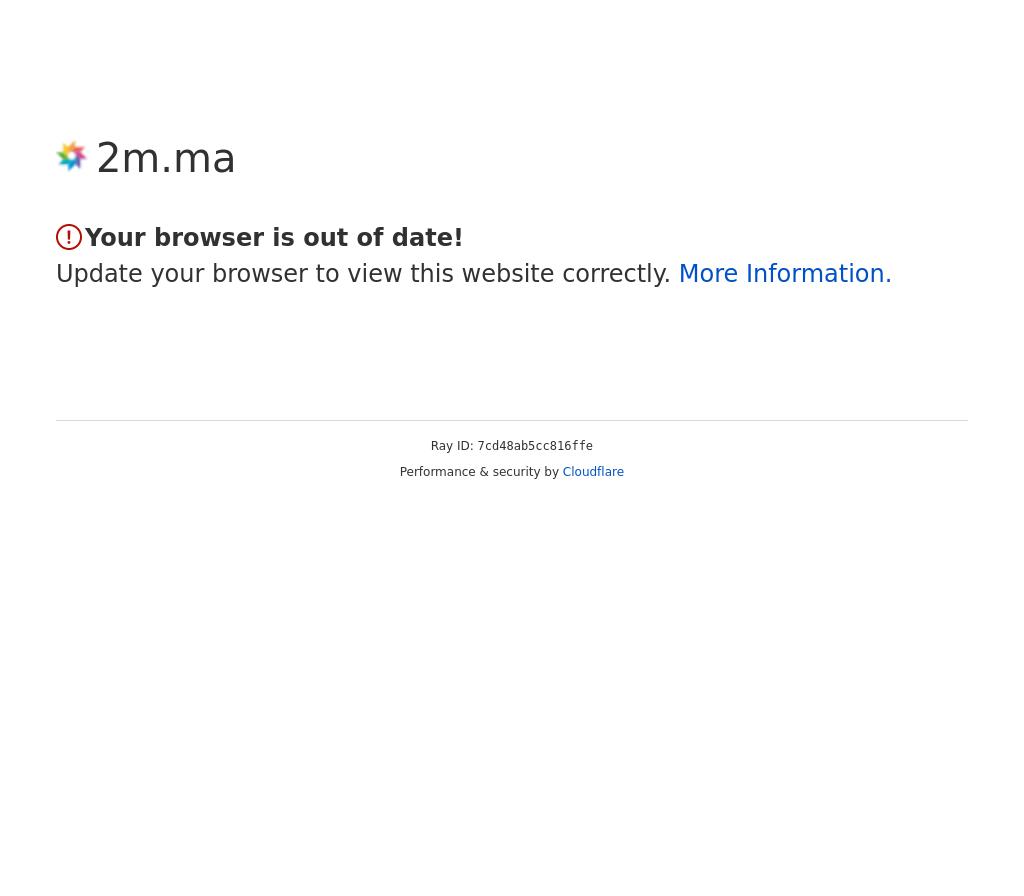 2m.ma
Your browser is out of date!
Update your browser to view this website correctly. More Information.
Ray ID: 7cd48ab5cc816ffe
Performance & security by Cloudflare